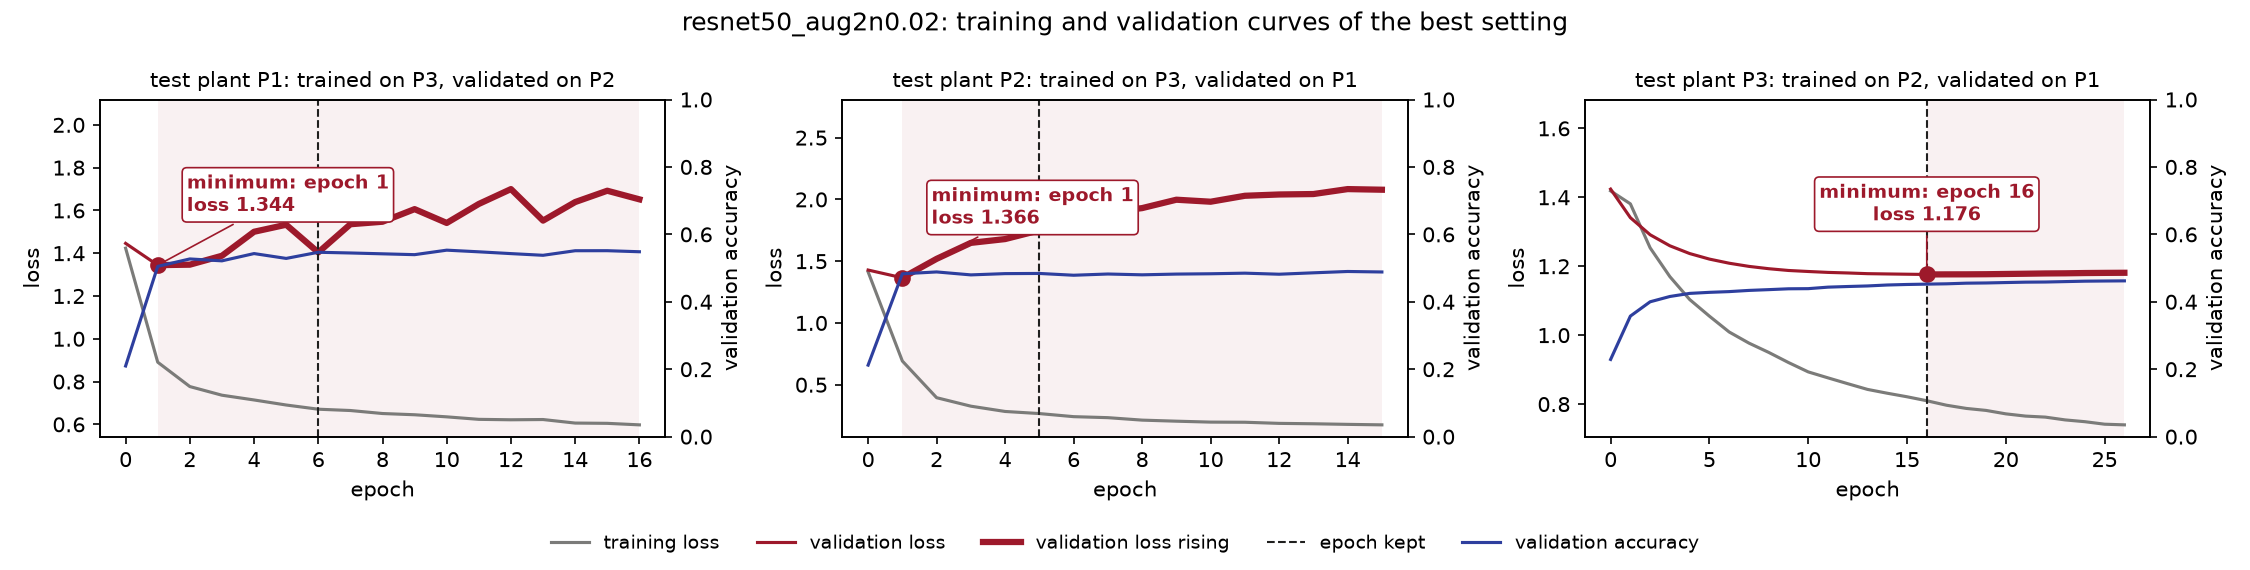 resnet50_aug2n0.02: training and validation curves of the best setting
test plant P1: trained on P3, validated on P2
2.0
1.8
1.6
1.4
1.2
1.0
0.8
0.6
loss
minimum: epoch 1
loss 1.344
1.0
0.8
0.6
0.4
0.2
0.0
validation accuracy
0 2 4 6 8 10 12 14 16
epoch
test plant P2: trained on P3, validated on P1
2.5
2.0
1.5
1.0
0.5
loss
minimum: epoch 1
loss 1.366
1.0
0.8
0.6
0.4
0.2
0.0
validation accuracy
0 2 4 6 8 10 12 14
epoch
test plant P3: trained on P2, validated on P1
1.6
1.4
1.2
1.0
0.8
loss
minimum: epoch 16
loss 1.176
1.0
0.8
0.6
0.4
0.2
0.0
validation accuracy
0 5 10 15 20 25
epoch
training loss validation loss validation loss rising epoch kept validation accuracy